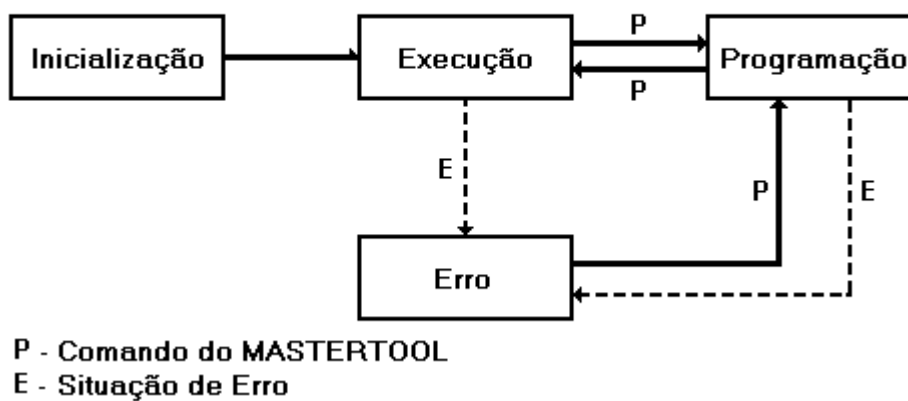 Inicialização
Execução
P
P
Programação
E
P
E
Erro
P - Comando do MASTERTOOL
E - Situação de Erro